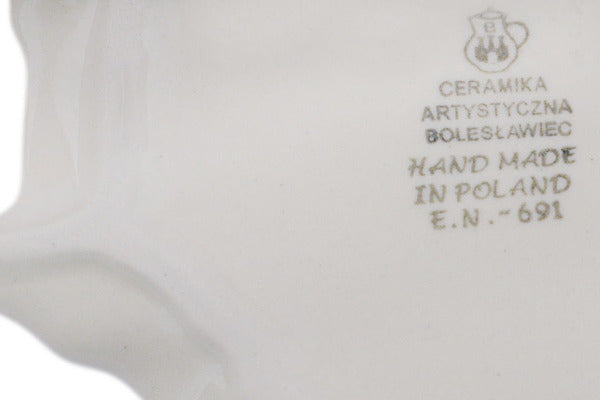 e
CERAMIKA
ARTYSTYCZNA
BOLESŁAWIEC
HAND MADE
IN POLAND
E.N.-691